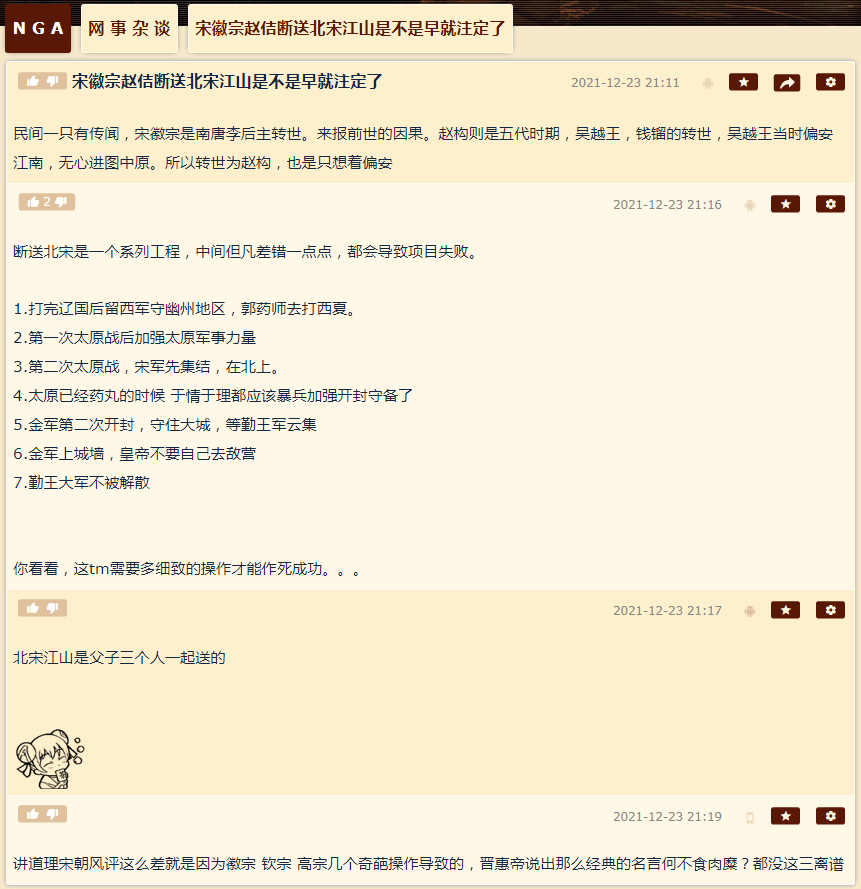 NGA 网事杂谈 宋徽宗赵佶断送北宋江山是不是早就注定了
宋徽宗赵佶断送北宋江山是不是早就注定了 2021-12-23 21:11
民间一只有传闻，宋徽宗是南唐李后主转世。来报前世的因果。赵构则是五代时期，吴越王，钱镏的转世，吴越王当时偏安
江南，无心进图中原。所以转世为赵构，也是只想着偏安
2 2021-12-23 21:16
断送北宋是一个系列工程，中间但凡差错一点点，都会导致项目失败。
1.打完辽国后留西军守幽州地区，郭药师去打西夏。
2.第一次太原战后加强太原军事力量
3.第二次太原战，宋军先集结，在北上。
4.太原已经药丸的时候 于情于理都应该暴兵加强开封守备了
5.金军第二次开封，守住大城，等勤王军云集
6.金军上城墙，皇帝不要自己去敌营
7.勤王大军不被解散
你看看，这tm需要多细致的操作才能作死成功。。。
2021-12-23 21:17
北宋江山是父子三个人一起送的
2021-12-23 21:19
讲道理宋朝风评这么差就是因为徽宗 钦宗 高宗几个奇葩操作导致的，晋惠帝说出那么经典的名言何不食肉糜？都没这三离谱